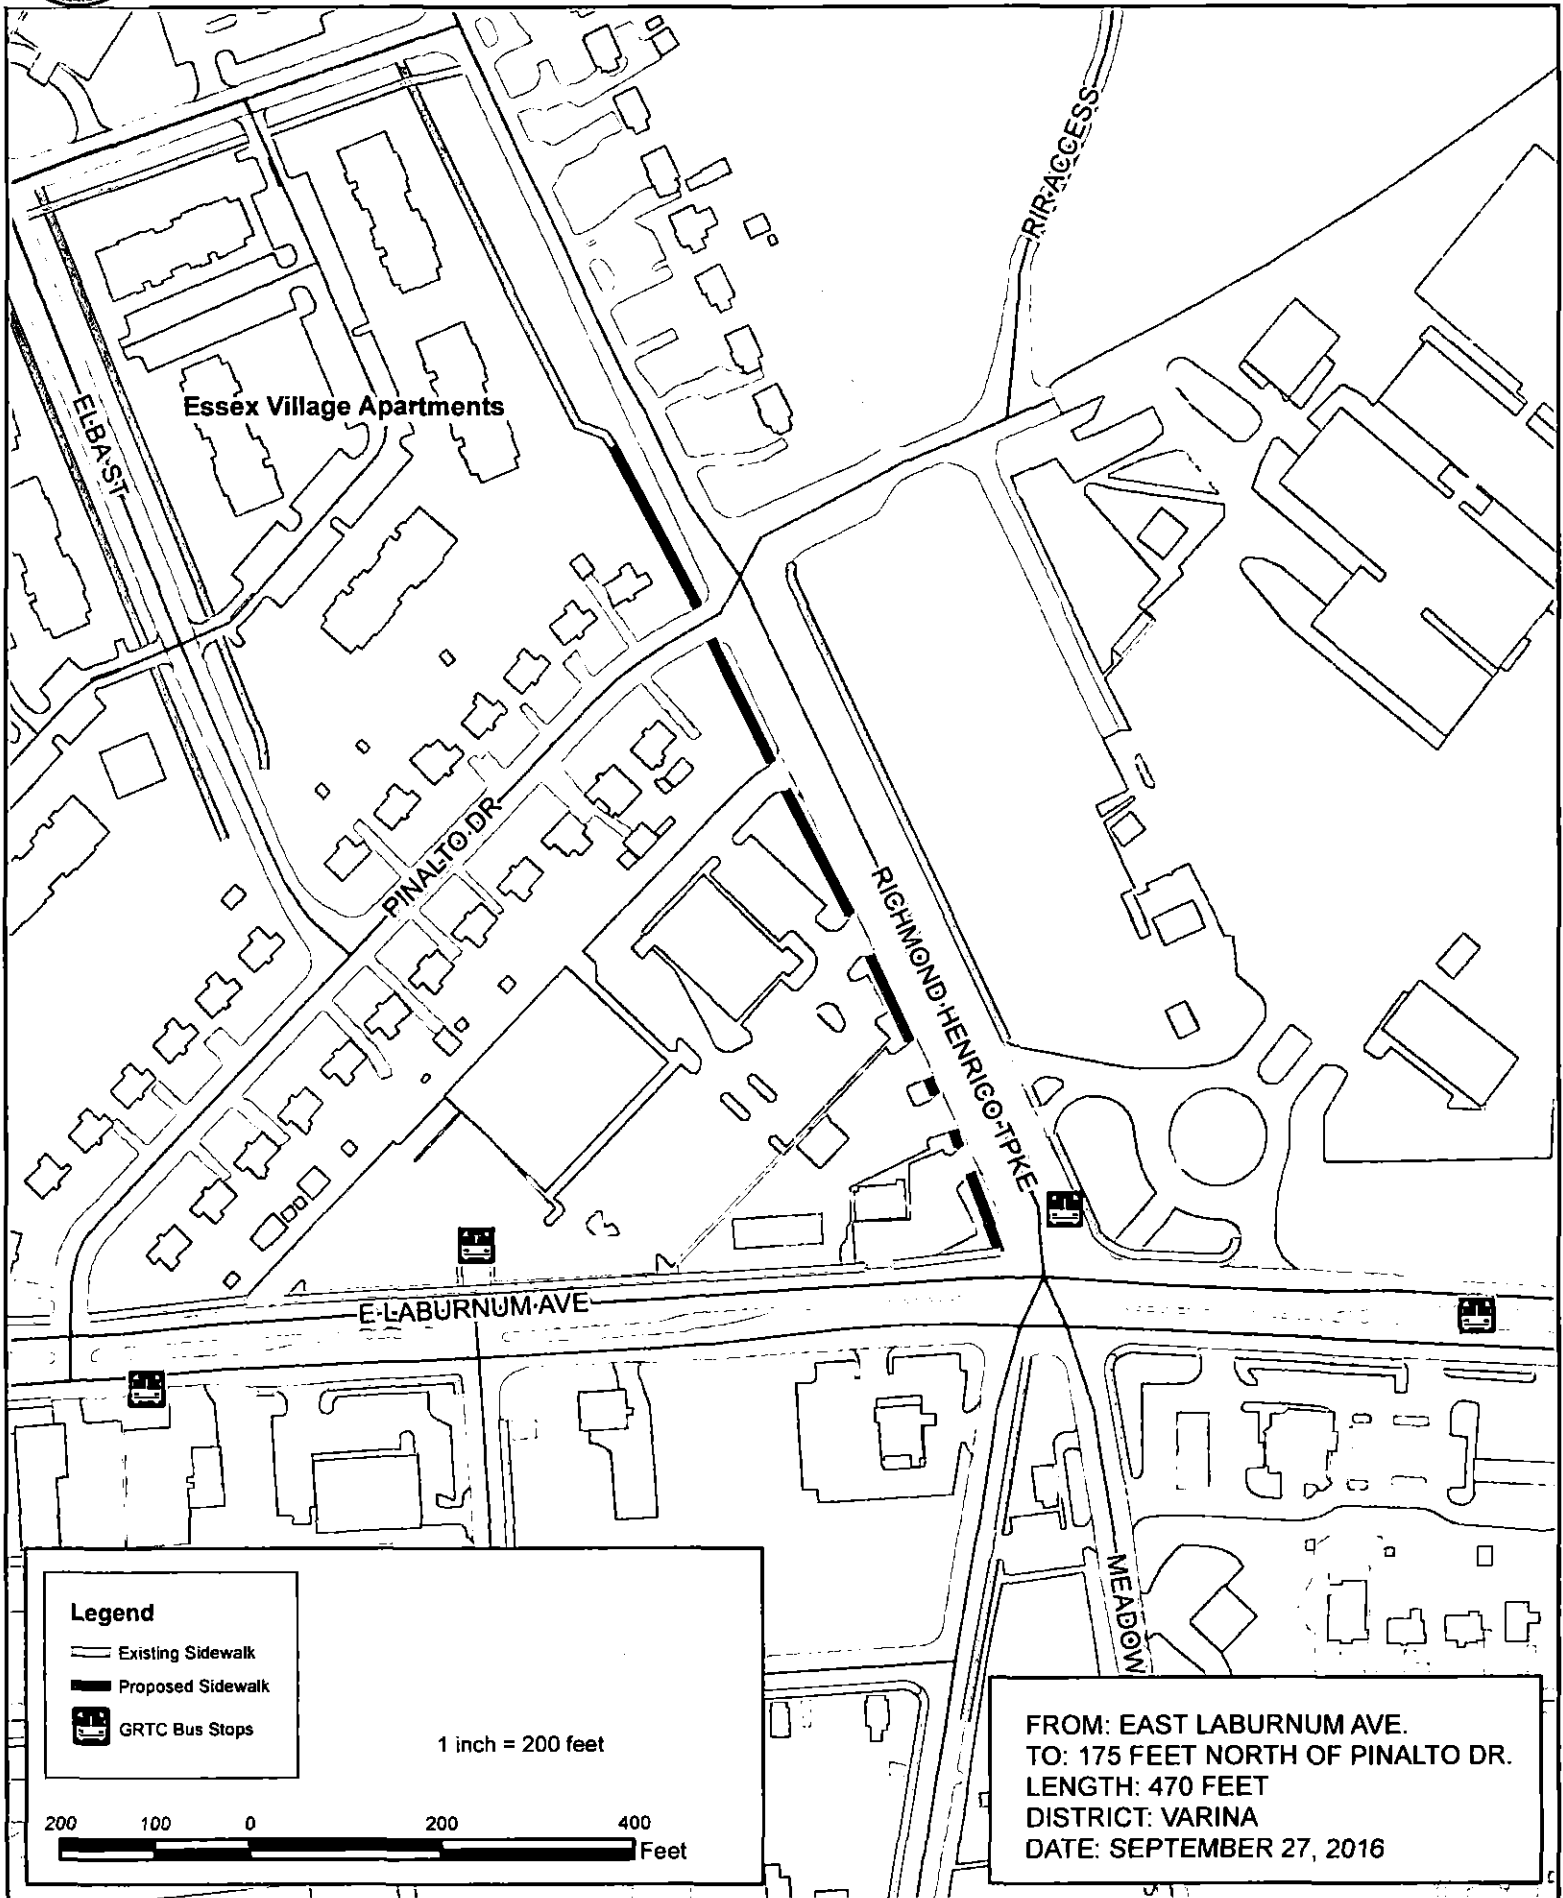 RIR ACCESS
ELBA ST
Essex Village Apartments
PINALTO DR
RICHMOND HENRICO TPKE
E LABURNUM AVE
MEADOW
Legend
Existing Sidewalk
Proposed Sidewalk
GRTC Bus Stops
1 inch = 200 feet
200 100 0 200 400
Feet
FROM: EAST LABURNUM AVE.
TO: 175 FEET NORTH OF PINALTO DR.
LENGTH: 470 FEET
DISTRICT: VARINA
DATE: SEPTEMBER 27, 2016